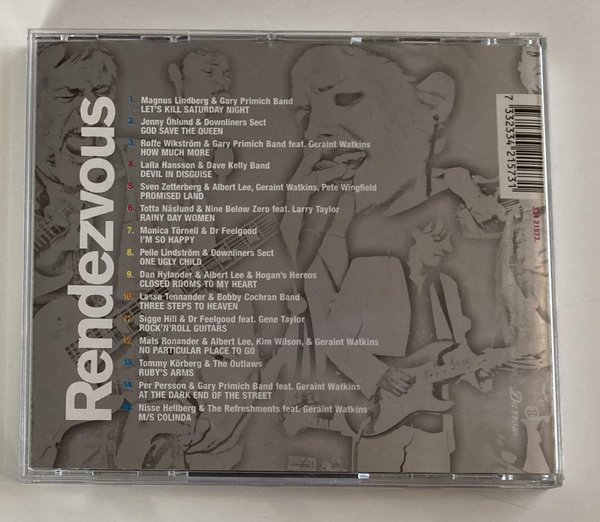 Rendezvous
1. Magnus Lindberg & Gary Primich Band
LET'S KILL SATURDAY NIGHT
2. Jenny Öhlund & Downliners Sect
GOD SAVE THE QUEEN
3. Roffe Wikström & Gary Primich Band feat. Geraint Watkins
HOW MUCH MORE
4. Lalla Hansson & Dave Kelly Band
DEVIL IN DISGUISE
5. Sven Zetterberg & Albert Lee, Geraint Watkins, Pete Wingfield
PROMISED LAND
6. Totta Näslund & Nine Below Zero feat. Larry Taylor
RAINY DAY WOMEN
7. Monica Törnell & Dr Feelgood
I'M SO HAPPY
8. Pelle Lindström & Downliners Sect
ONE UGLY CHILD
9. Dan Hylander & Albert Lee & Hogan's Hereos
CLOSED ROOMS TO MY HEART
10. Lasse Tennander & Bobby Cochran Band
THREE STEPS TO HEAVEN
11. Sigge Hill & Dr Feelgood feat. Gene Taylor
ROCK'N'ROLL GUITARS
12. Mats Ronander & Albert Lee, Kim Wilson, & Geraint Watkins
NO PARTICULAR PLACE TO GO
13. Tommy Körberg & The Outlaws
RUBY'S ARMS
14. Per Persson & Gary Primich Band feat. Geraint Watkins
AT THE DARK END OF THE STREET
15. Nisse Hellberg & The Refreshments feat. Geraint Watkins
M/S COLINDA
7 332334 215731
334 21573.